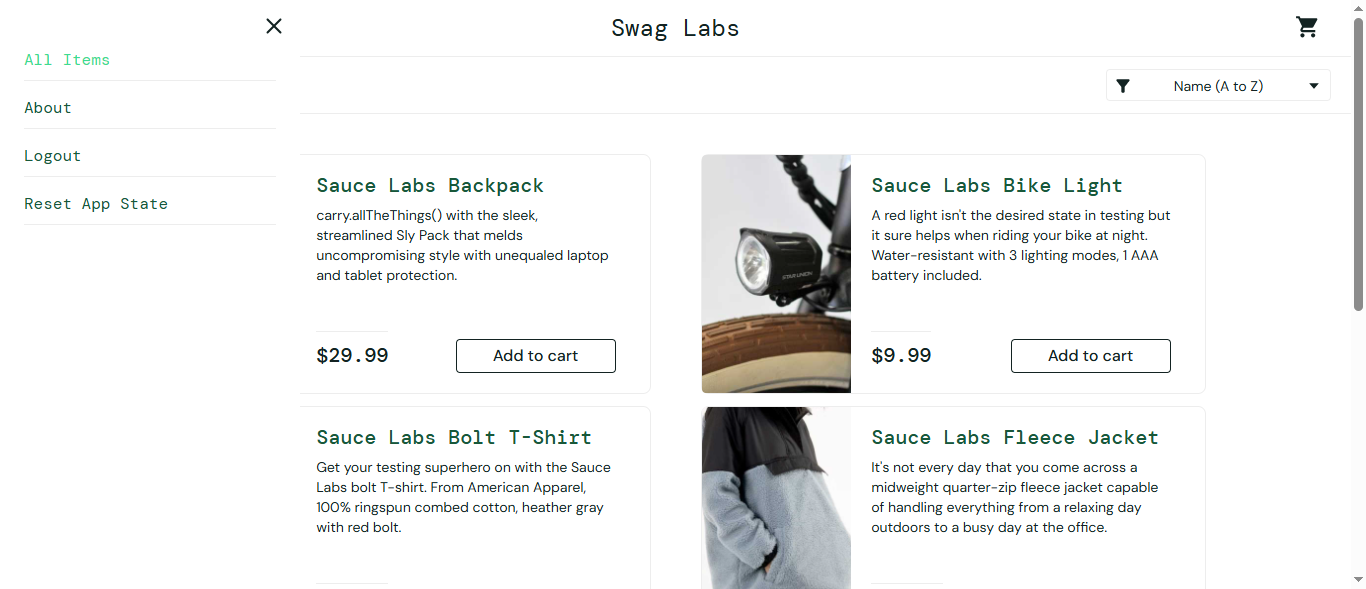 All Items
About
Logout
Reset App State
Swag Labs
Name (A to Z)
Sauce Labs Backpack
carry.allTheThings() with the sleek,
streamlined Sly Pack that melds
uncompromising style with unequaled laptop
and tablet protection.
$29.99
Add to cart
Sauce Labs Bike Light
A red light isn't the desired state in testing but
it sure helps when riding your bike at night.
Water-resistant with 3 lighting modes, 1 AAA
battery included.
$9.99
Add to cart
Sauce Labs Bolt T-Shirt
Get your testing superhero on with the Sauce
Labs bolt T-shirt. From American Apparel,
100% ringspun combed cotton, heather gray
with red bolt.
Sauce Labs Fleece Jacket
It's not every day that you come across a
midweight quarter-zip fleece jacket capable
of handling everything from a relaxing day
outdoors to a busy day at the office.